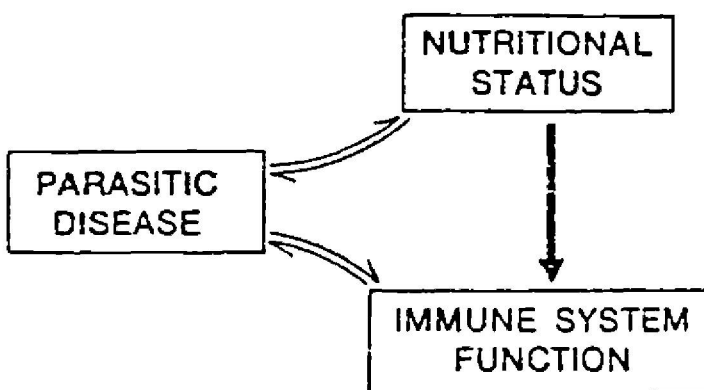 NUTRITIONAL
STATUS
PARASITIC
DISEASE
IMMUNE SYSTEM
FUNCTION